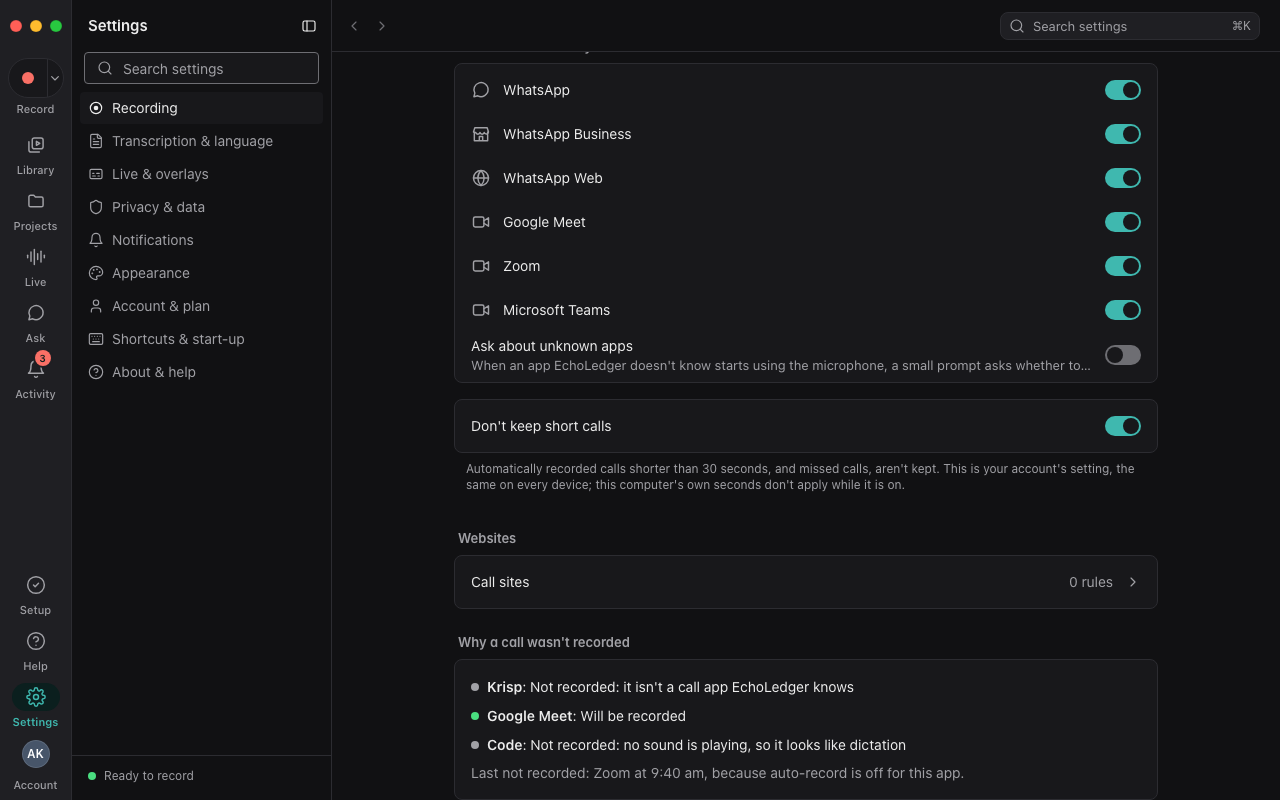 Settings
Search settings
⌘K
Search settings
Record
Library
Projects
Live
Ask
3
Activity
Setup
Help
Settings
AK
Account
Recording
Transcription & language
Live & overlays
Privacy & data
Notifications
Appearance
Account & plan
Shortcuts & start-up
About & help
Ready to record
WhatsApp
WhatsApp Business
WhatsApp Web
Google Meet
Zoom
Microsoft Teams
Ask about unknown apps
When an app EchoLedger doesn't know starts using the microphone, a small prompt asks whether to…
Don't keep short calls
Automatically recorded calls shorter than 30 seconds, and missed calls, aren't kept. This is your account's setting, the
same on every device; this computer's own seconds don't apply while it is on.
Websites
Call sites
0 rules
Why a call wasn't recorded
Krisp: Not recorded: it isn't a call app EchoLedger knows
Google Meet: Will be recorded
Code: Not recorded: no sound is playing, so it looks like dictation
Last not recorded: Zoom at 9:40 am, because auto-record is off for this app.